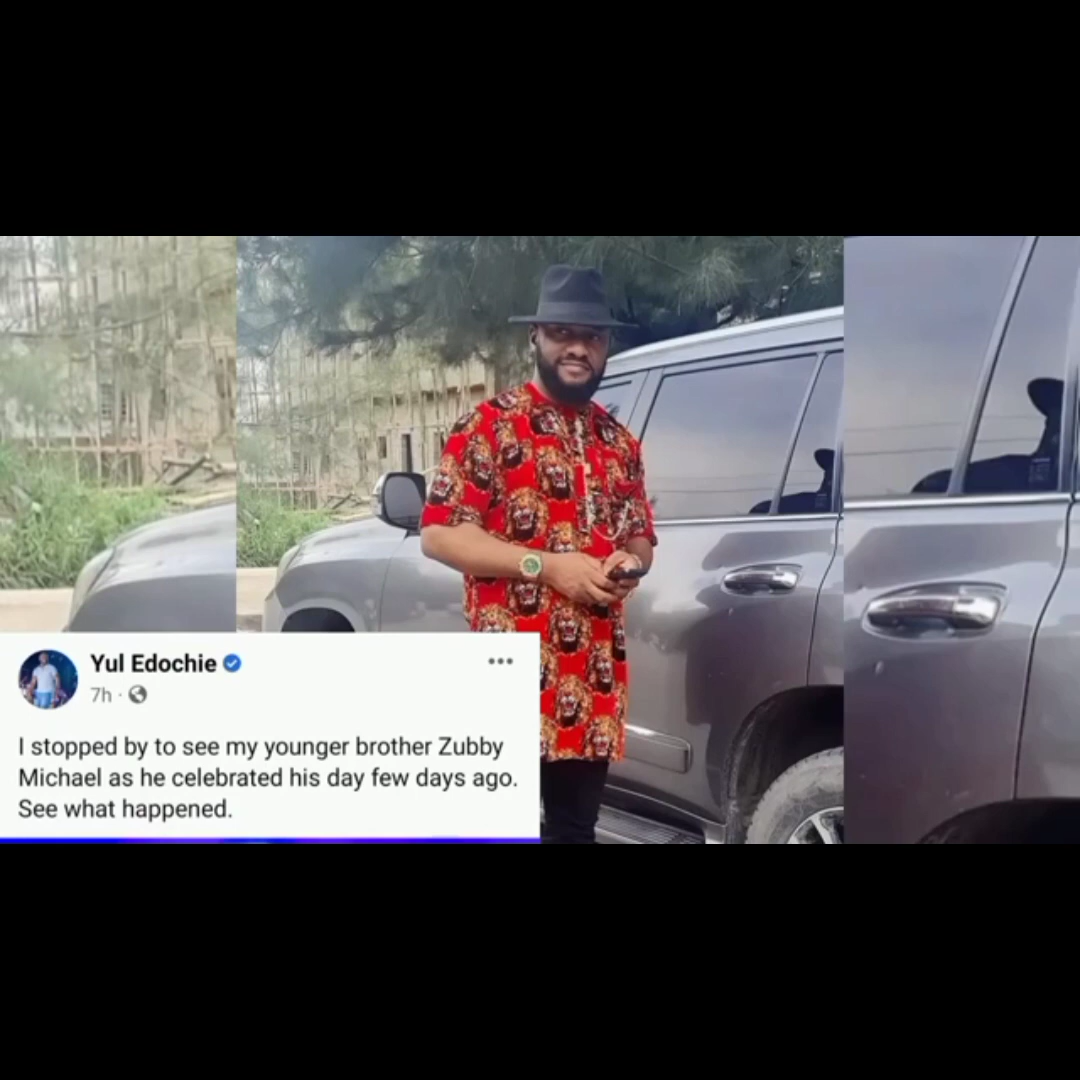 Yul Edochie
7h ·
I stopped by to see my younger brother Zubby
Michael as he celebrated his day few days ago.
See what happened.